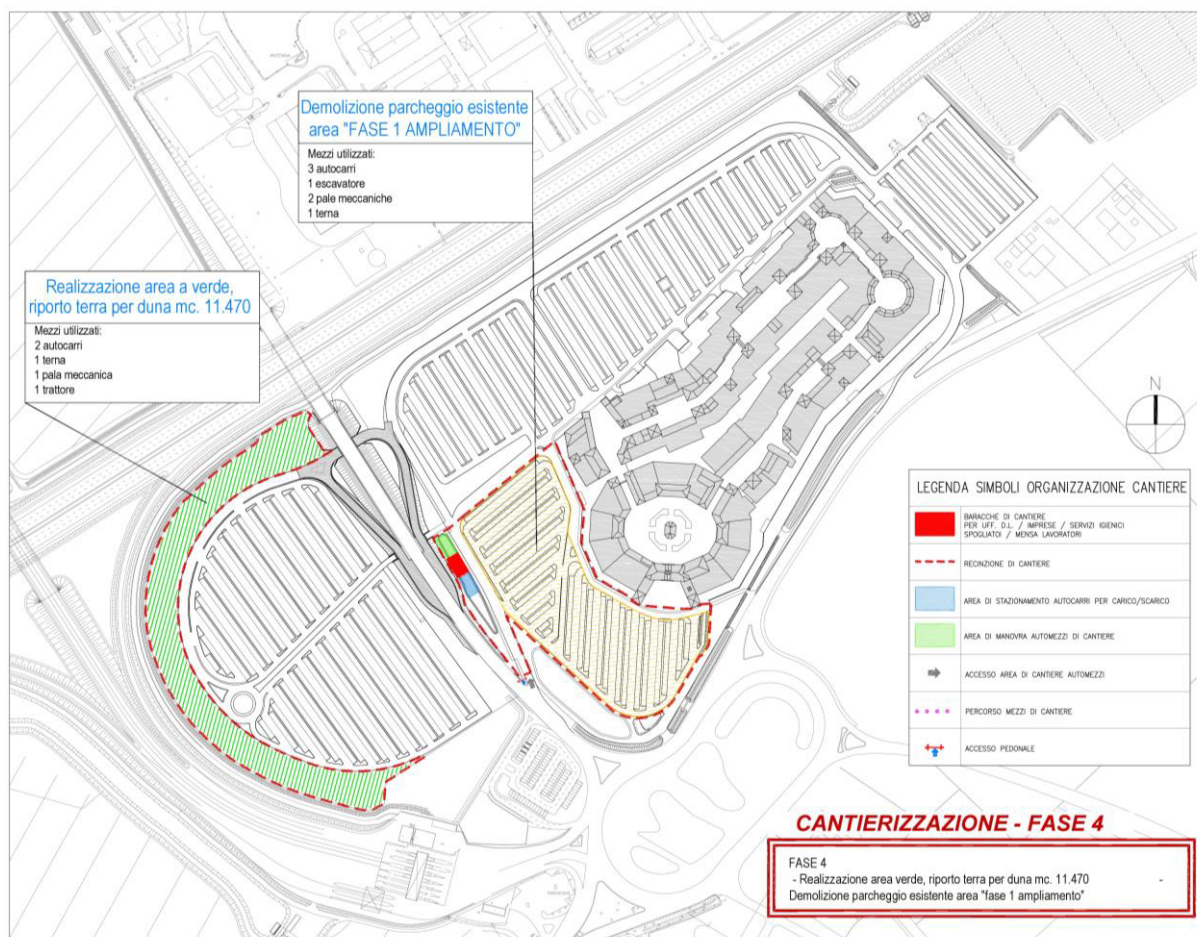 Demolizione parcheggio esistente
area "FASE 1 AMPLIAMENTO"
Mezzi utilizzati:
3 autocarri
1 escavatore
2 pale meccaniche
1 terna
Realizzazione area a verde,
riporto terra per duna mc. 11.470
Mezzi utilizzati:
2 autocarri
1 terna
1 pala meccanica
1 trattore
N
LEGENDA SIMBOLI ORGANIZZAZIONE CANTIERE
BARACCHE DI CANTIERE
PER UFF. D.L. / IMPRESE / SERVIZI IGIENICI
SPOGLIATOI / MENSA LAVORATORI
RECINZIONE DI CANTIERE
AREA DI STAZIONAMENTO AUTOCARRI PER CARICO/SCARICO
AREA DI MANOVRA AUTOMEZZI DI CANTIERE
ACCESSO AREA DI CANTIERE AUTOMEZZI
PERCORSO MEZZI DI CANTIERE
ACCESSO PEDONALE
CANTIERIZZAZIONE - FASE 4
FASE 4
- Realizzazione area verde, riporto terra per duna mc. 11.470 -
Demolizione parcheggio esistente area "fase 1 ampliamento"